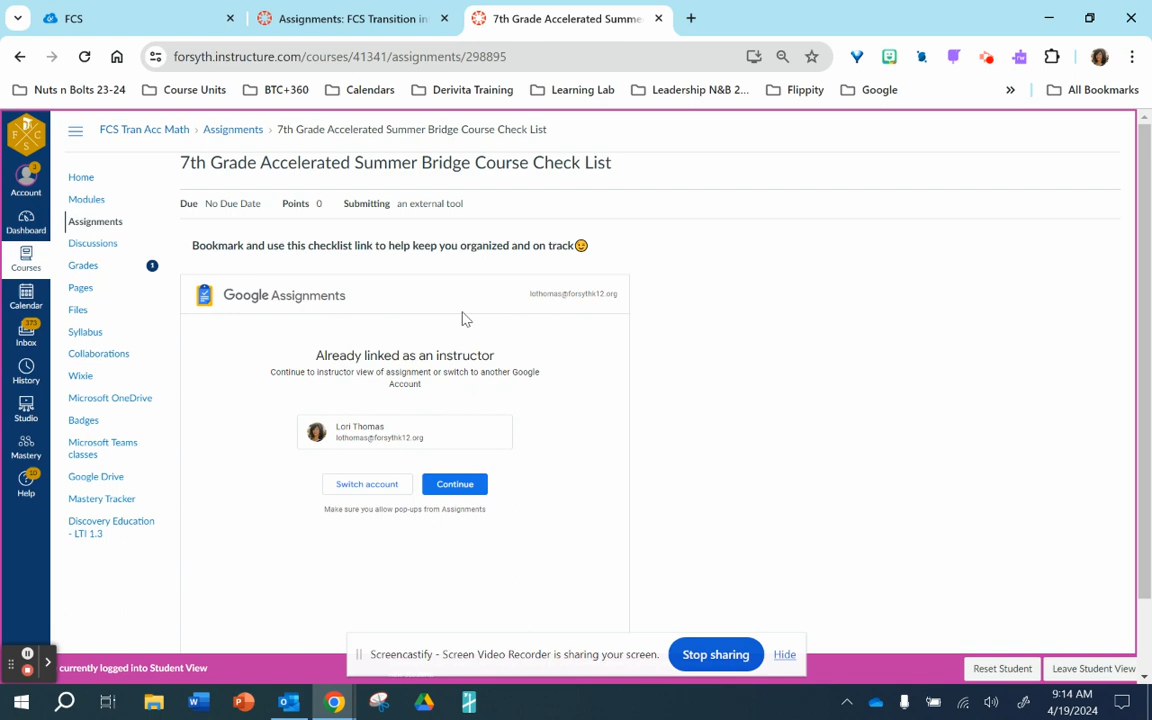 FCS
Assignments: FCS Transition in
7th Grade Accelerated Summe
forsyth.instructure.com/courses/41341/assignments/298895
Nuts n Bolts 23-24
Course Units
BTC+360
Calendars
Derivita Training
Learning Lab
Leadership N&B 2...
Flippity
Google
All Bookmarks
FCS
Account
3
Dashboard
Courses
Calendar
373
Inbox
History
Studio
Mastery
10
Help
FCS Tran Acc Math › Assignments › 7th Grade Accelerated Summer Bridge Course Check List
Home
Modules
Assignments
Discussions
Grades 1
Pages
Files
Syllabus
Collaborations
Wixie
Microsoft OneDrive
Badges
Microsoft Teams
classes
Google Drive
Mastery Tracker
Discovery Education
- LTI 1.3
7th Grade Accelerated Summer Bridge Course Check List
Due No Due Date Points 0 Submitting an external tool
Bookmark and use this checklist link to help keep you organized and on track🙂
Google Assignments
lothomas@forsythk12.org
Already linked as an instructor
Continue to instructor view of assignment or switch to another Google
Account
Lori Thomas
lothomas@forsythk12.org
Switch account
Continue
Make sure you allow pop-ups from Assignments
Screencastify - Screen Video Recorder is sharing your screen.
Stop sharing
Hide
currently logged into Student View
Reset Student
Leave Student View
9:14 AM
4/19/2024